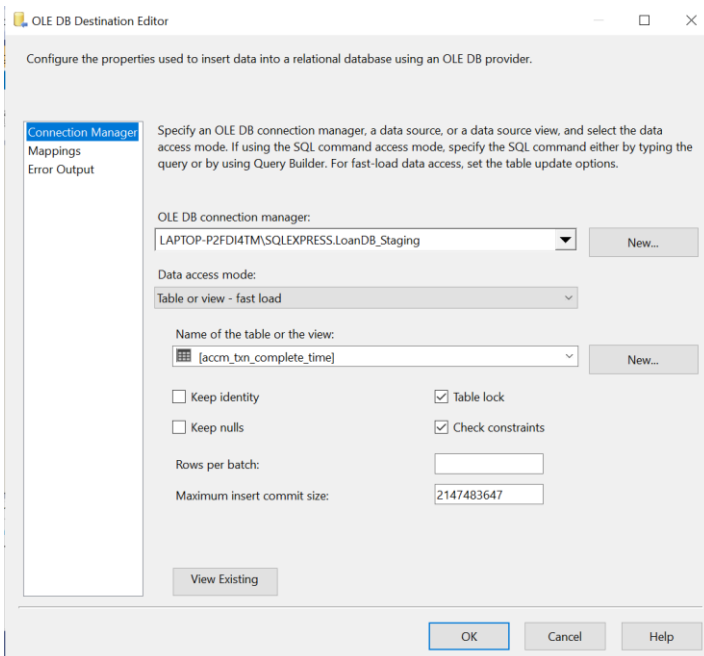 OLE DB Destination Editor
Configure the properties used to insert data into a relational database using an OLE DB provider.
Connection Manager
Mappings
Error Output
Specify an OLE DB connection manager, a data source, or a data source view, and select the data
access mode. If using the SQL command access mode, specify the SQL command either by typing the
query or by using Query Builder. For fast-load data access, set the table update options.
OLE DB connection manager:
LAPTOP-P2FDI4TM\SQLEXPRESS.LoanDB_Staging
New...
Data access mode:
Table or view - fast load
Name of the table or the view:
[accm_txn_complete_time]
New...
Keep identity
Table lock
Keep nulls
Check constraints
Rows per batch:
Maximum insert commit size:
2147483647
View Existing
OK
Cancel
Help